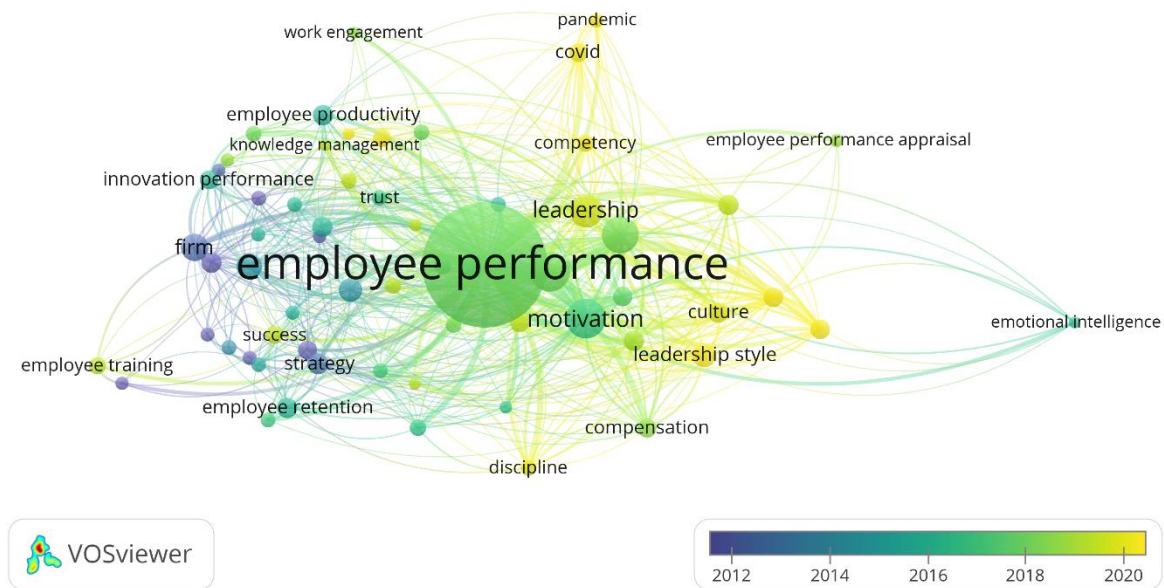 pandemic
work engagement
covid
employee productivity
knowledge management
competency
employee performance appraisal
innovation performance
trust
leadership
firm
employee performance
motivation
culture
emotional intelligence
success
strategy
leadership style
employee training
employee retention
compensation
discipline
VOSviewer
2012
2014
2016
2018
2020